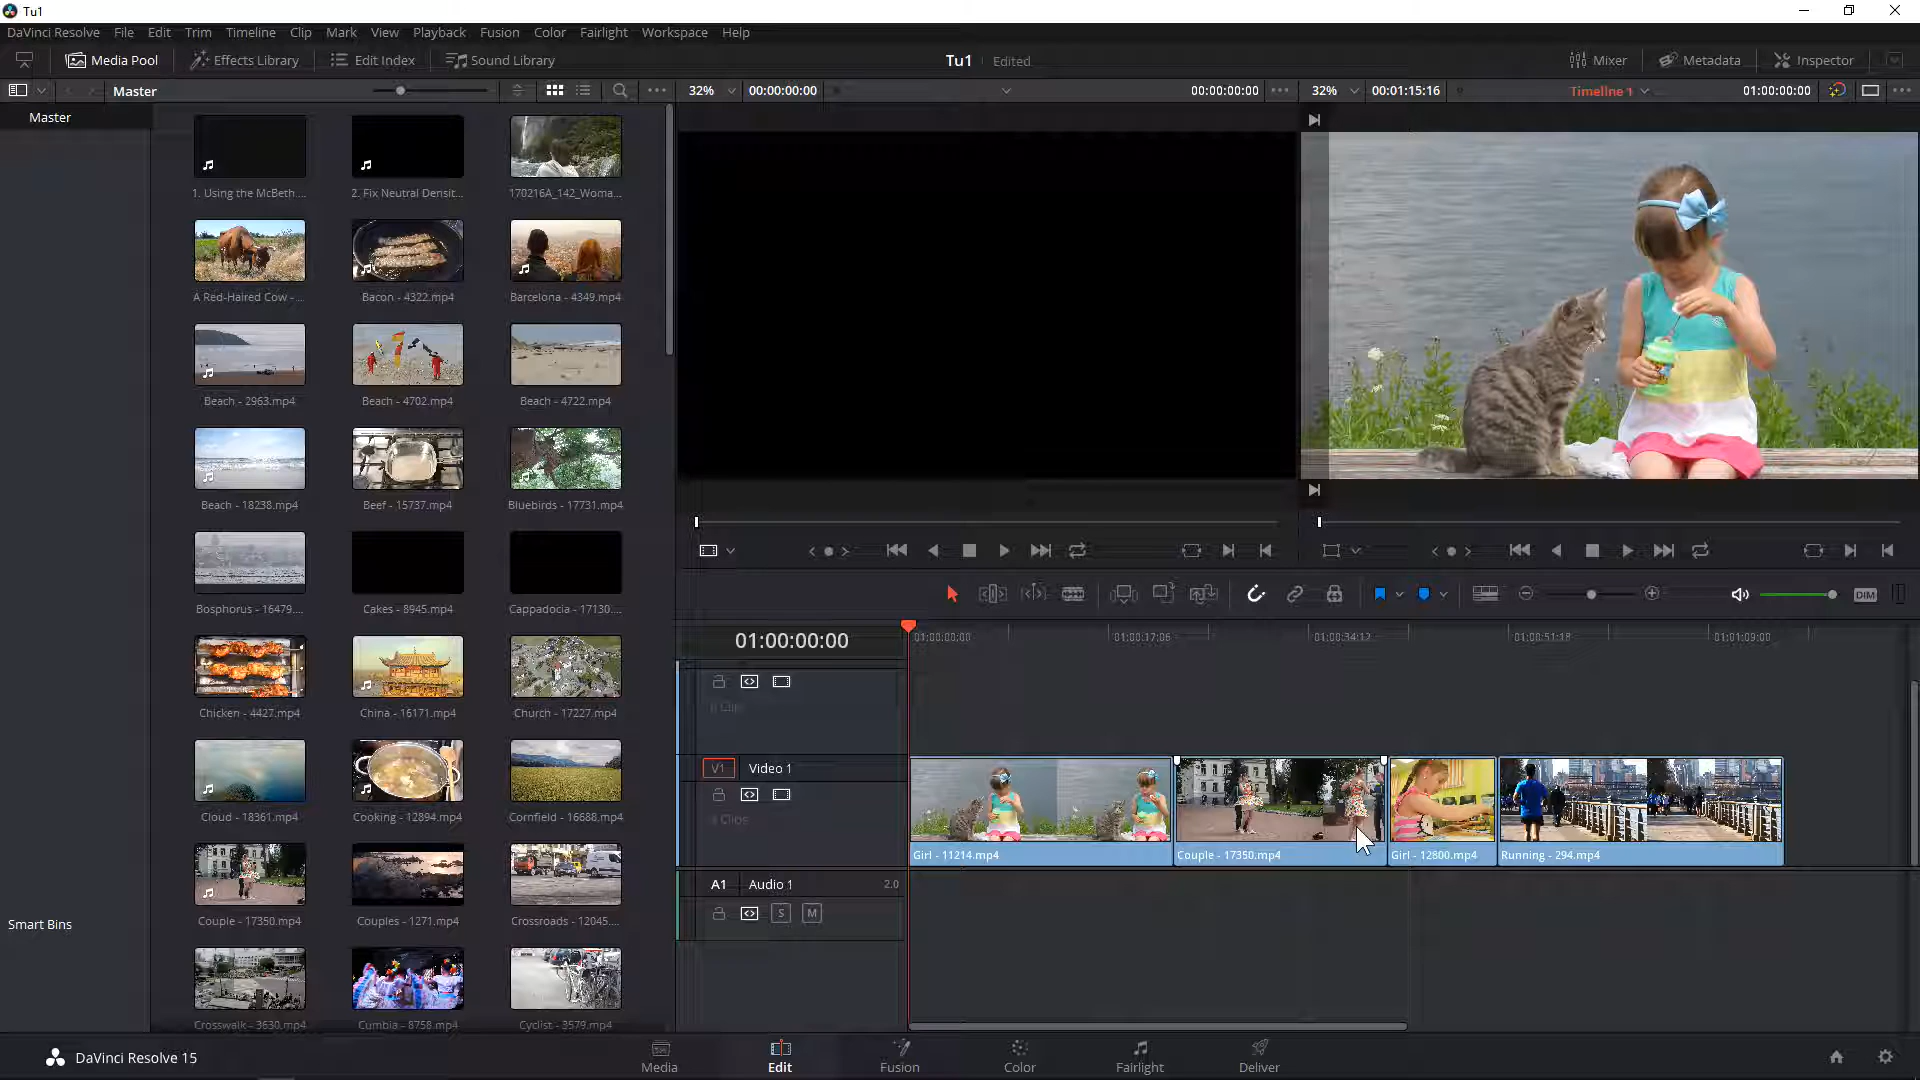 Tu1
DaVinci Resolve File Edit Trim Timeline Clip Mark View Playback Fusion Color Fairlight Workspace Help
Media Pool Effects Library Edit Index Sound Library Tu1 Edited Mixer Metadata Inspector
Master 32% 00:00:00:00 00:00:00:00 32% 00:01:15:16 Timeline 1 01:00:00:00
Master
1. Using the McBeth... 2. Fix Neutral Densit... 170216A_142_Woma...
A Red-Haired Cow - ... Bacon - 4322.mp4 Barcelona - 4349.mp4
Beach - 2963.mp4 Beach - 4702.mp4 Beach - 4722.mp4
Beach - 18238.mp4 Beef - 15737.mp4 Bluebirds - 17731.mp4
Bosphorus - 16479.... Cakes - 8945.mp4 Cappadocia - 17130....
Chicken - 4427.mp4 China - 16171.mp4 Church - 17227.mp4
Cloud - 18361.mp4 Cooking - 12894.mp4 Cornfield - 16688.mp4
Couple - 17350.mp4 Couples - 1271.mp4 Crossroads - 12045....
Crosswalk - 3630.mp4 Cumbia - 8758.mp4 Cyclist - 3579.mp4
Smart Bins
DIM
01:00:00:00 01:00:00:00 01:00:17:06 01:00:34:12 01:00:51:18 01:01:09:00
V1 Video 1
Girl - 11214.mp4 Couple - 17350.mp4 Girl - 12800.mp4 Running - 294.mp4
A1 Audio 1 2.0
S M
DaVinci Resolve 15 Media Edit Fusion Color Fairlight Deliver